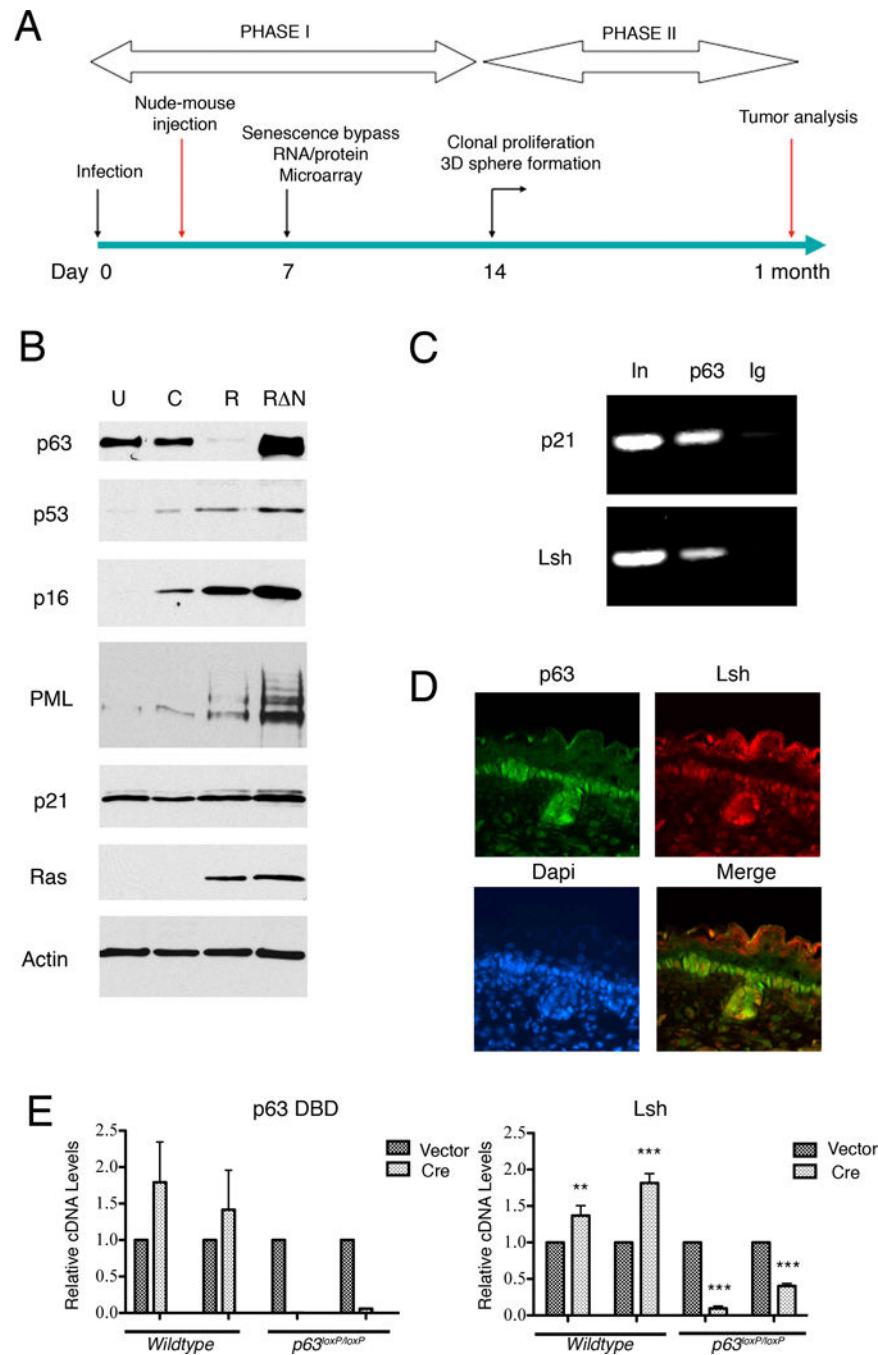 A
PHASE I
PHASE II
Nude-mouse
injection
Senescence bypass
RNA/protein
Microarray
Clonal proliferation
3D sphere formation
Tumor analysis
Infection
Day 0
7
14
1 month
B
U C R RΔN
p63
p53
p16
PML
p21
Ras
Actin
C
In p63 Ig
p21
Lsh
D
p63 Lsh
Dapi Merge
E
p63 DBD
Relative cDNA Levels
2.5
2.0
1.5
1.0
0.5
0.0
Vector
Cre
Wildtype
p63loxP/loxP
Lsh
Relative cDNA Levels
2.5
2.0
1.5
1.0
0.5
0.0
** *** *** ***
Vector
Cre
Wildtype
p63loxP/loxP